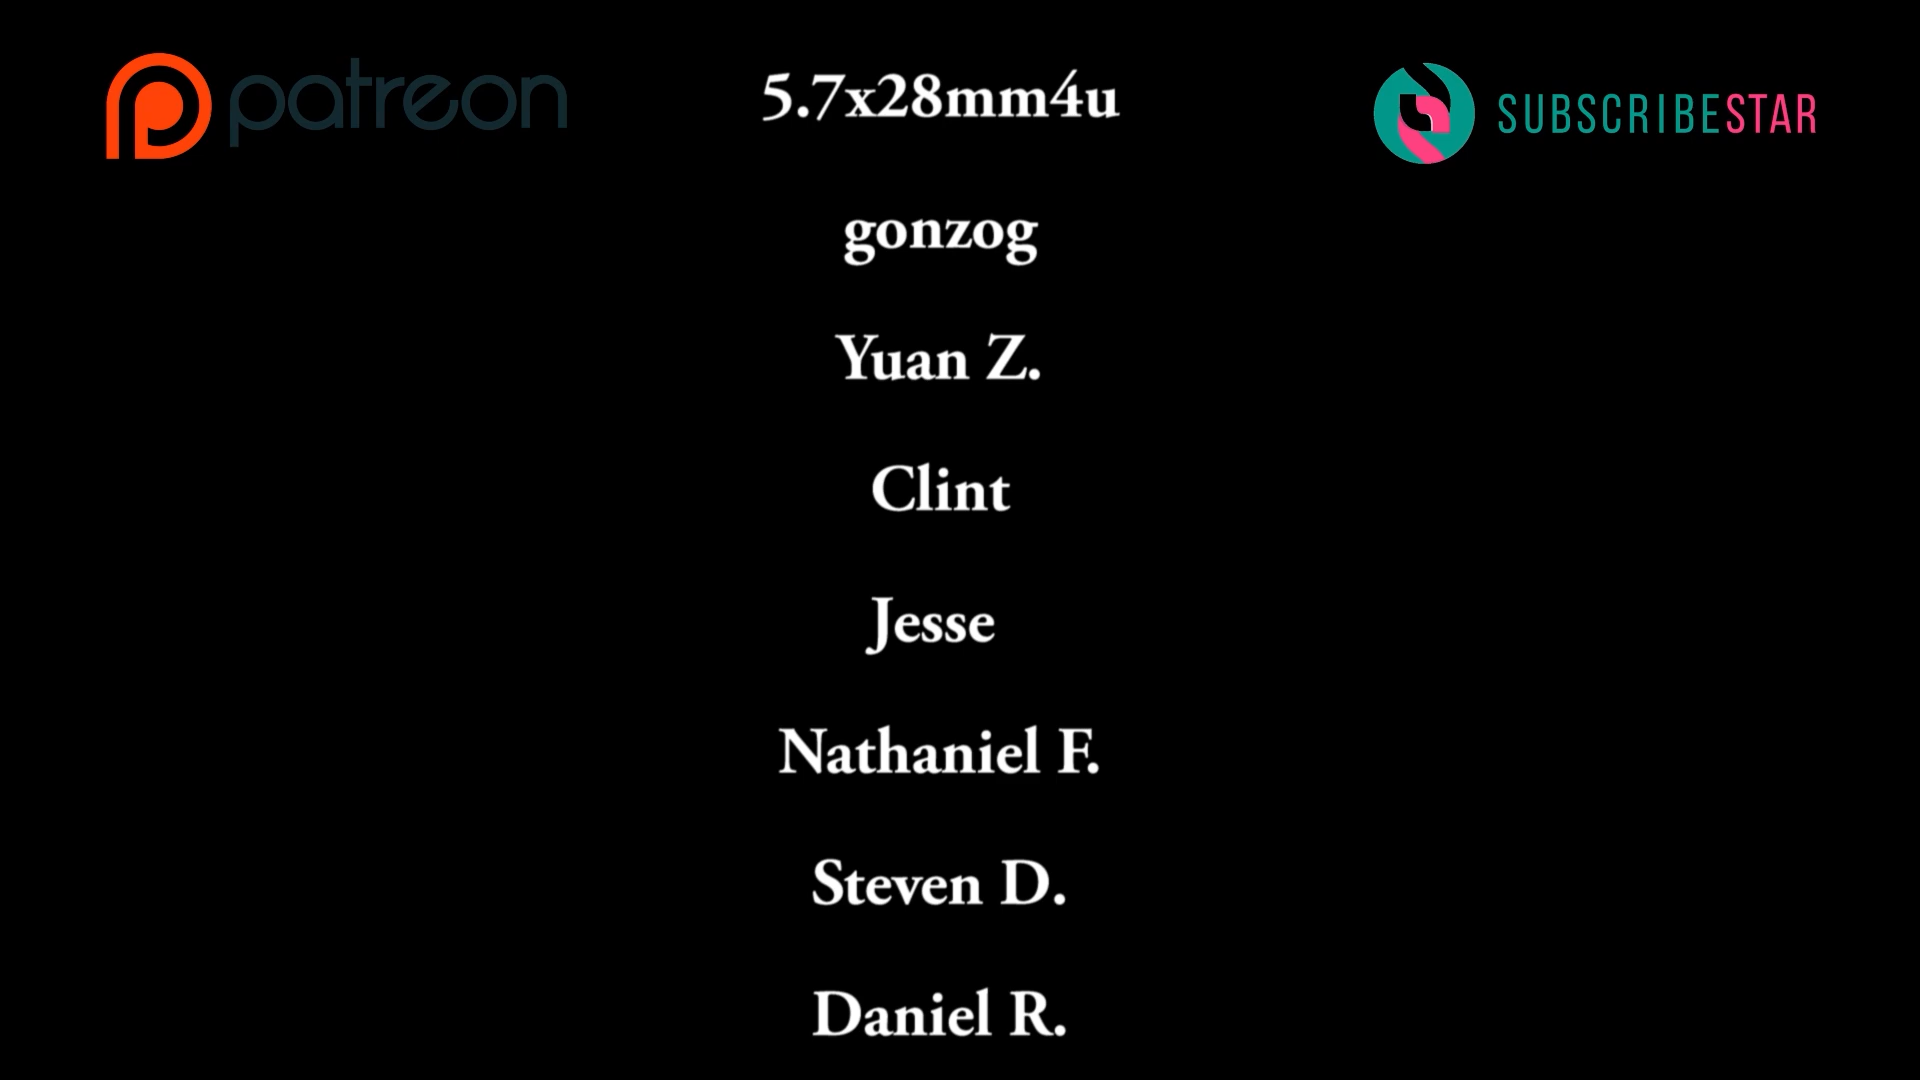 patreon
5.7x28mm4u
SUBSCRIBESTAR
gonzog
Yuan Z.
Clint
Jesse
Nathaniel F.
Steven D.
Daniel R.